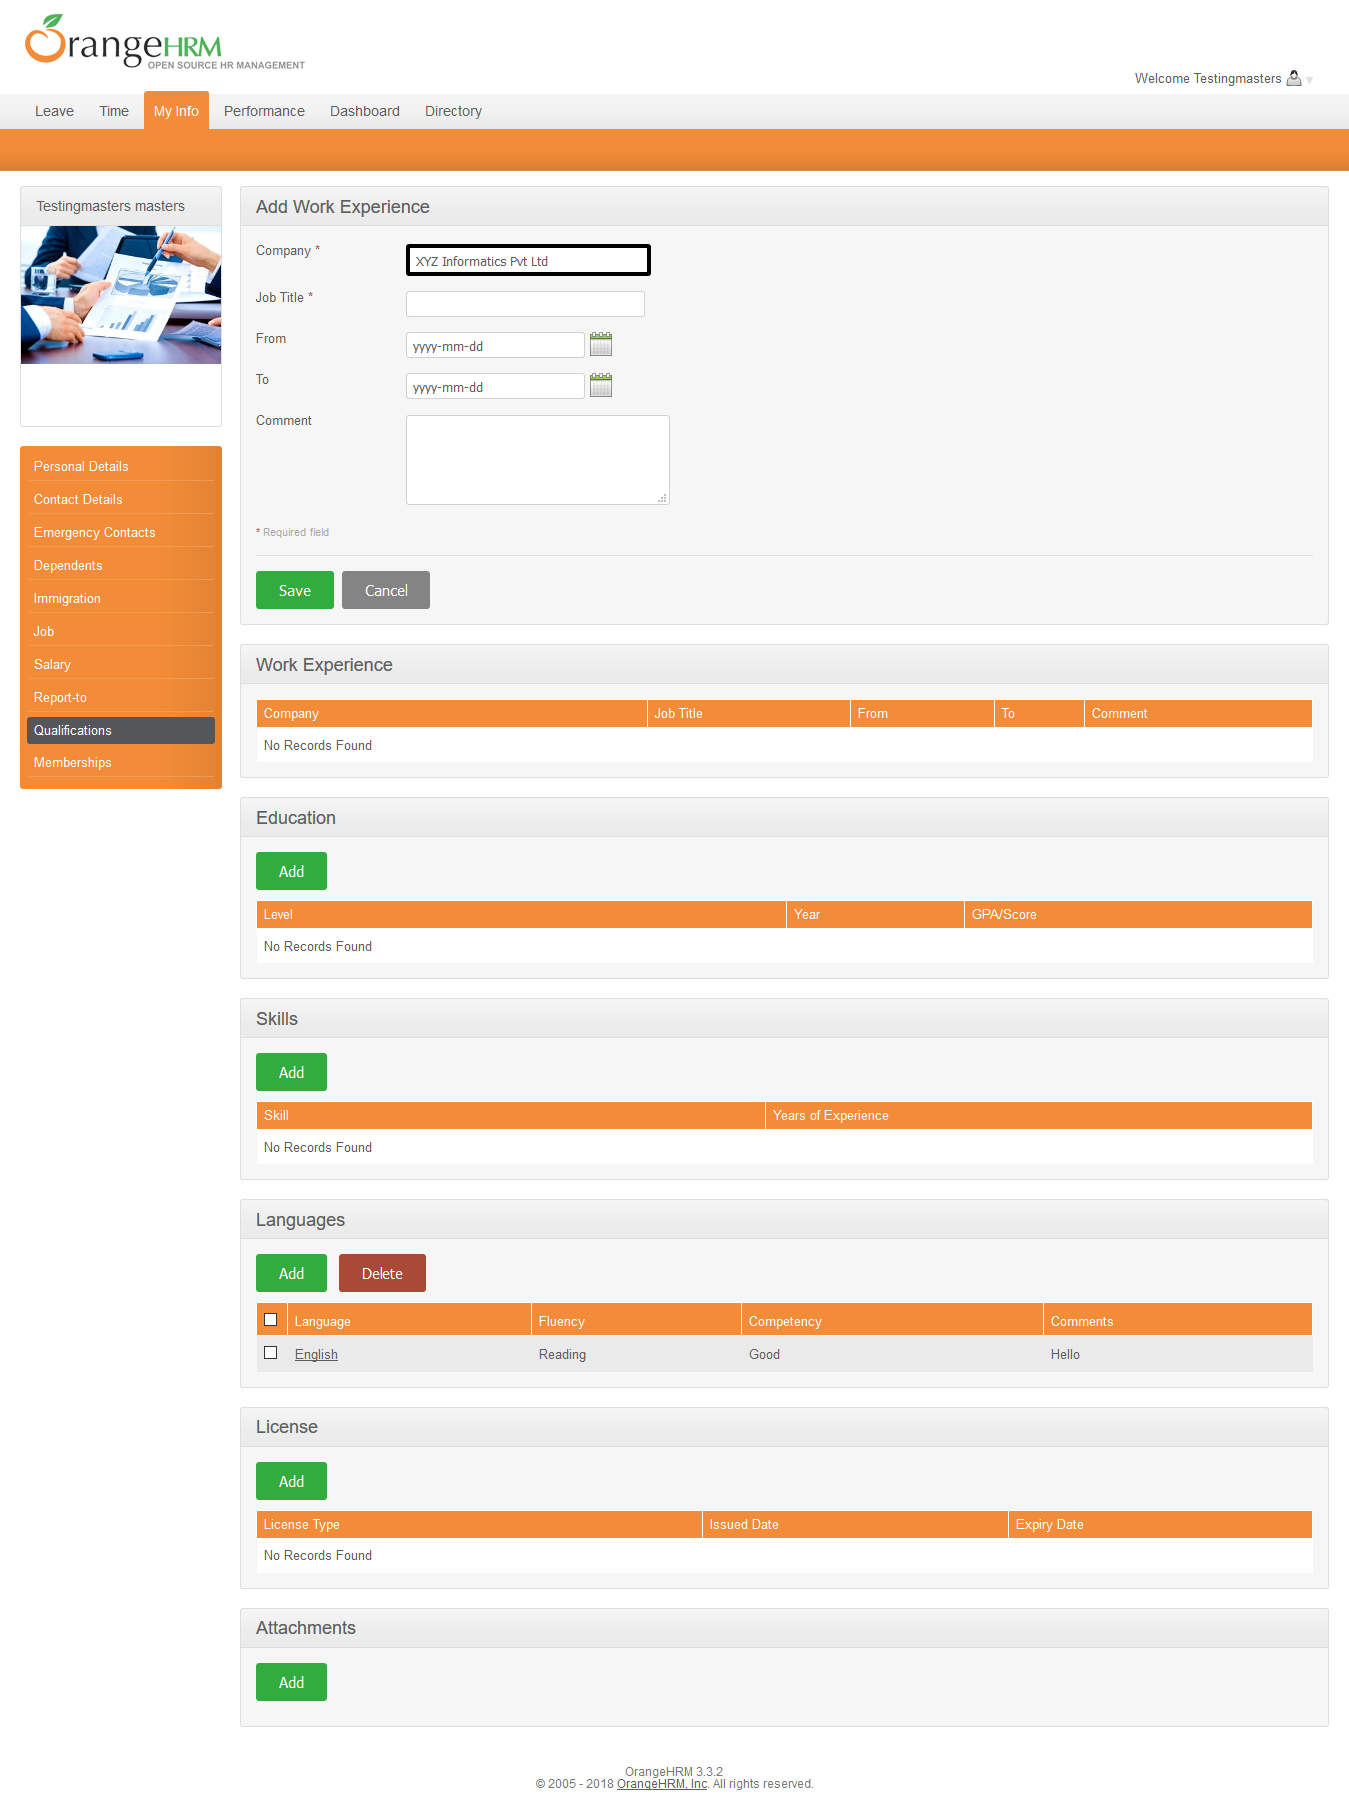 OrangeHRM
OPEN SOURCE HR MANAGEMENT
Welcome Testingmasters
Leave Time My Info Performance Dashboard Directory
Testingmasters masters
Personal Details
Contact Details
Emergency Contacts
Dependents
Immigration
Job
Salary
Report-to
Qualifications
Memberships
Add Work Experience
Company * XYZ Informatics Pvt Ltd
Job Title *
From yyyy-mm-dd
To yyyy-mm-dd
Comment
* Required field
Save Cancel
Work Experience
Company Job Title From To Comment
No Records Found
Education
Add
Level Year GPA/Score
No Records Found
Skills
Add
Skill Years of Experience
No Records Found
Languages
Add Delete
Language Fluency Competency Comments
English Reading Good Hello
License
Add
License Type Issued Date Expiry Date
No Records Found
Attachments
Add
OrangeHRM 3.3.2
© 2005 - 2018 OrangeHRM, Inc. All rights reserved.